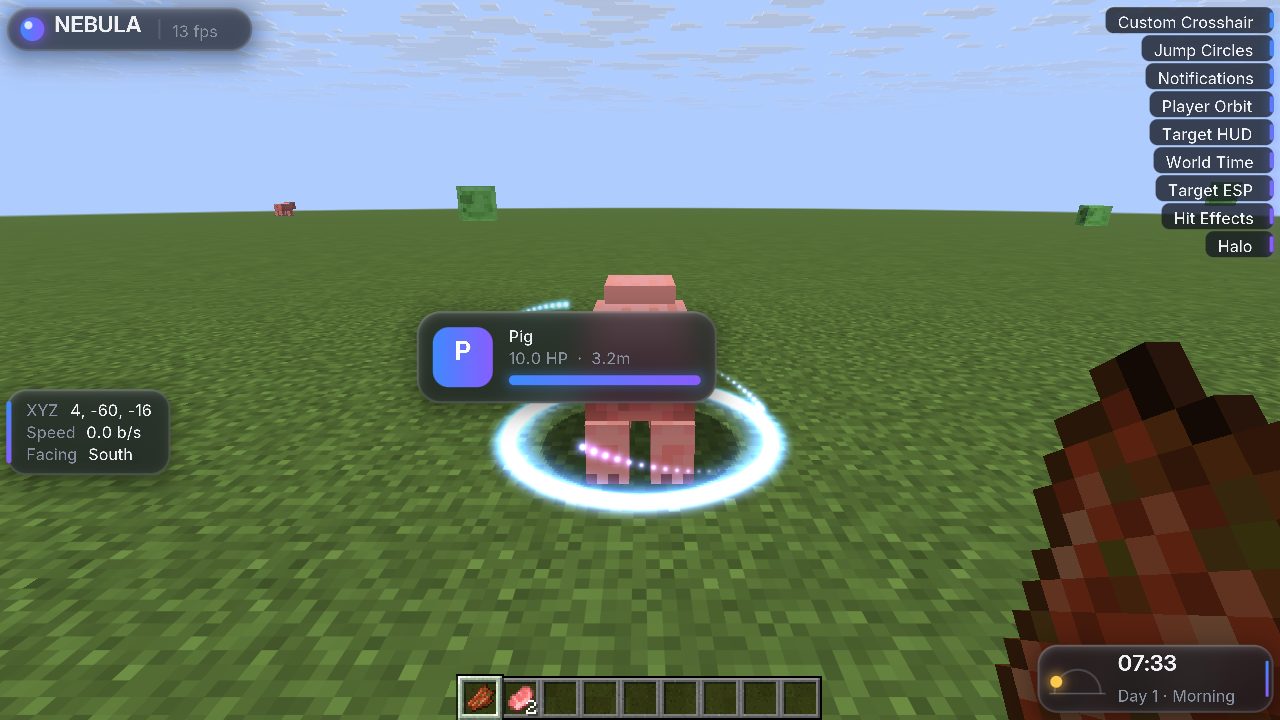 NEBULA 13 fps
Custom Crosshair
Jump Circles
Notifications
Player Orbit
Target HUD
World Time
Target ESP
Hit Effects
Halo
P
Pig
10.0 HP · 3.2m
XYZ 4, -60, -16
Speed 0.0 b/s
Facing South
2
07:33
Day 1 · Morning